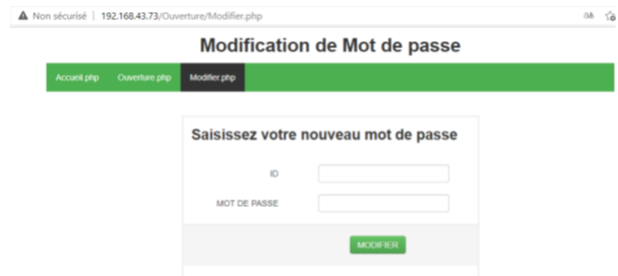 Non sécurisé | 192.168.43.73/Ouverture/Modifier.php
Modification de Mot de passe
Accueil.php Ouverture.php Modifier.php
Saisissez votre nouveau mot de passe
ID
MOT DE PASSE
MODIFIER